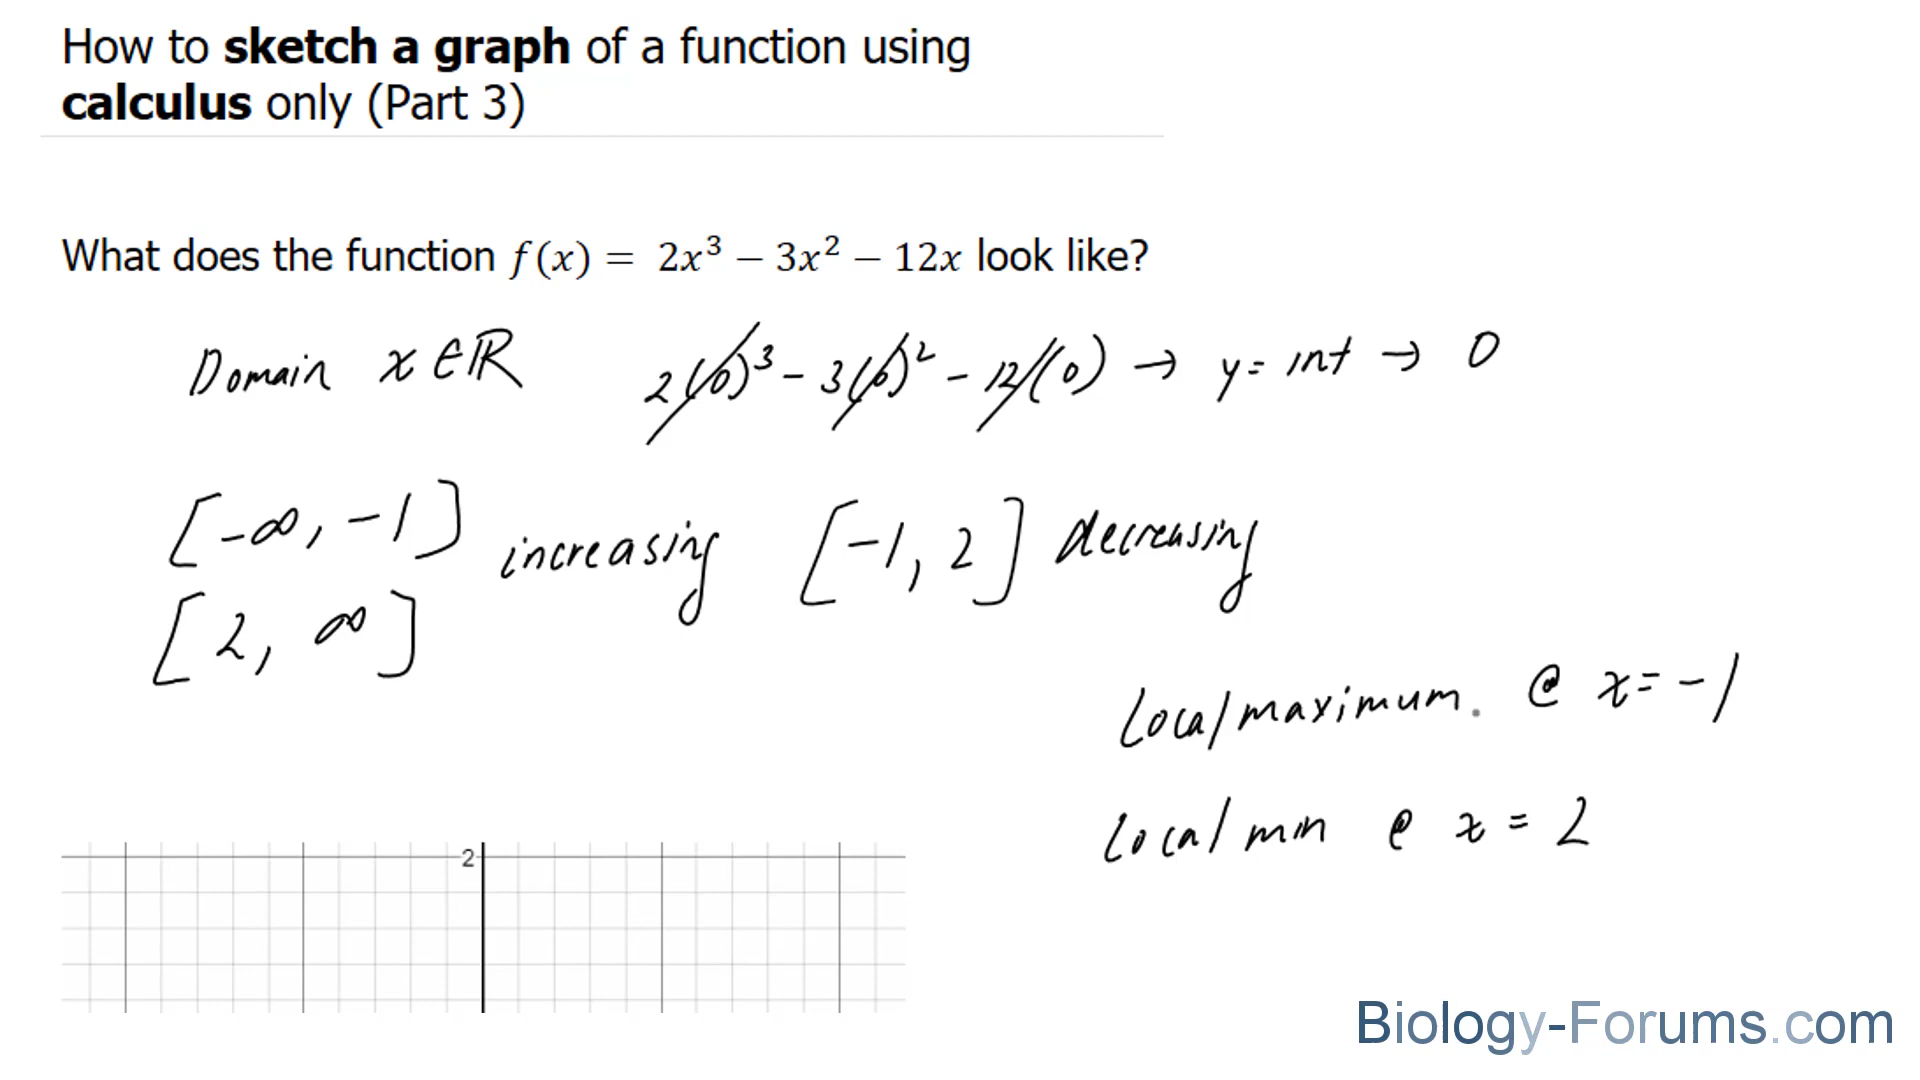 How to sketch a graph of a function using
calculus only (Part 3)
What does the function f(x) = 2x³ − 3x² − 12x look like?
Domain x ∈ ℝ 2(0)³ - 3(0)² - 12(0) → y = int → 0
[-∞, -1] increasing [-1, 2] decreasing
[2, ∞]
Local maximum. @ x = -1
Local min @ x = 2
2
Biology-Forums.com